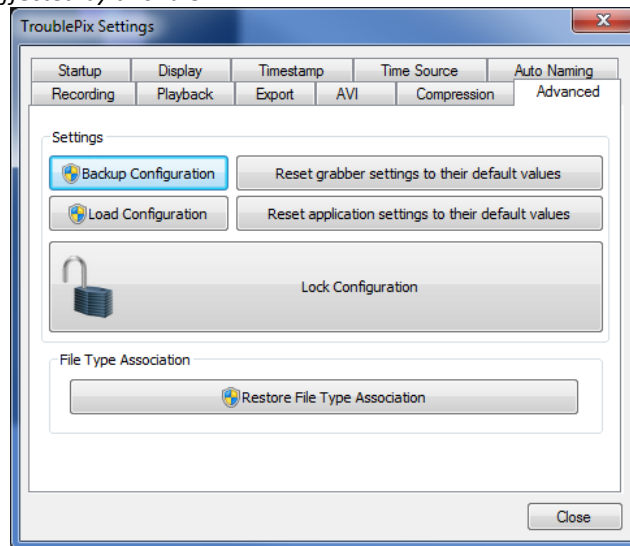 TroublePix Settings
Startup Display Timestamp Time Source Auto Naming
Recording Playback Export AVI Compression Advanced
Settings
Backup Configuration Reset grabber settings to their default values
Load Configuration Reset application settings to their default values
Lock Configuration
File Type Association
Restore File Type Association
Close